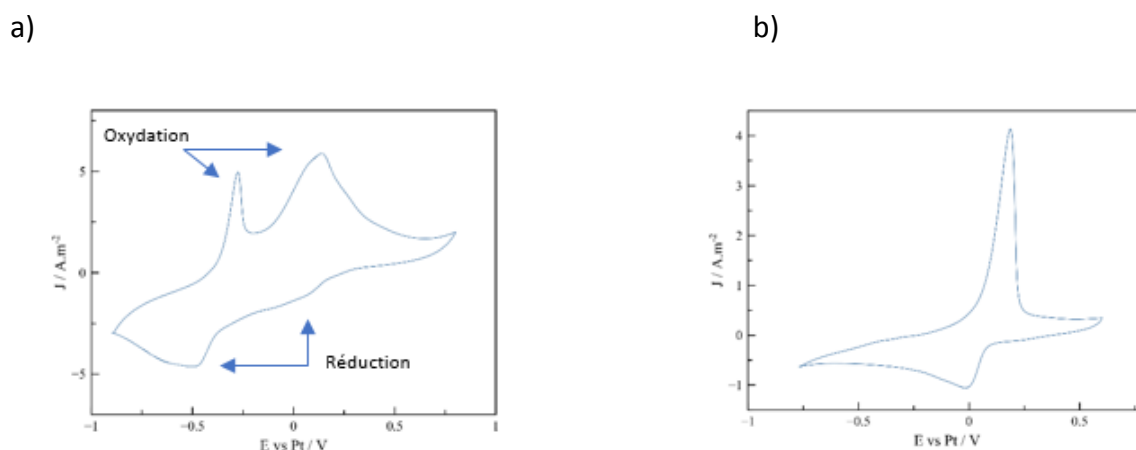 a)
b)
Oxydation
5
0
−5
J / A.m⁻²
Réduction
−1
−0.5
0
0.5
1
E vs Pt / V
4
3
2
1
0
−1
J / A.m⁻²
−1
−0.5
0
0.5
E vs Pt / V